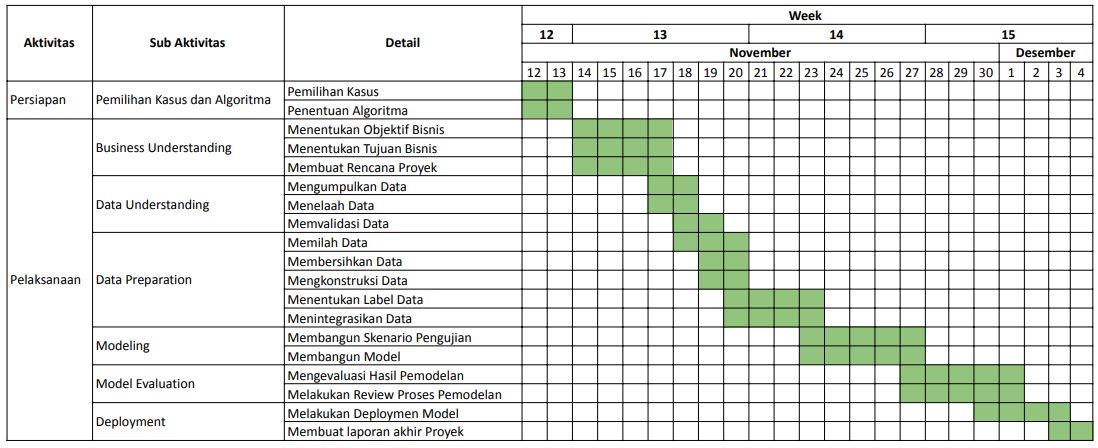 Aktivitas Sub Aktivitas Detail Week
12 13 14 15
November Desember
12 13 14 15 16 17 18 19 20 21 22 23 24 25 26 27 28 29 30 1 2 3 4
Persiapan Pemilihan Kasus dan Algoritma Pemilihan Kasus
Penentuan Algoritma
Pelaksanaan Business Understanding Menentukan Objektif Bisnis
Menentukan Tujuan Bisnis
Membuat Rencana Proyek
Data Understanding Mengumpulkan Data
Menelaah Data
Memvalidasi Data
Data Preparation Memilah Data
Membersihkan Data
Mengkonstruksi Data
Menentukan Label Data
Menintegrasikan Data
Modeling Membangun Skenario Pengujian
Membangun Model
Model Evaluation Mengevaluasi Hasil Pemodelan
Melakukan Review Proses Pemodelan
Deployment Melakukan Deploymen Model
Membuat laporan akhir Proyek